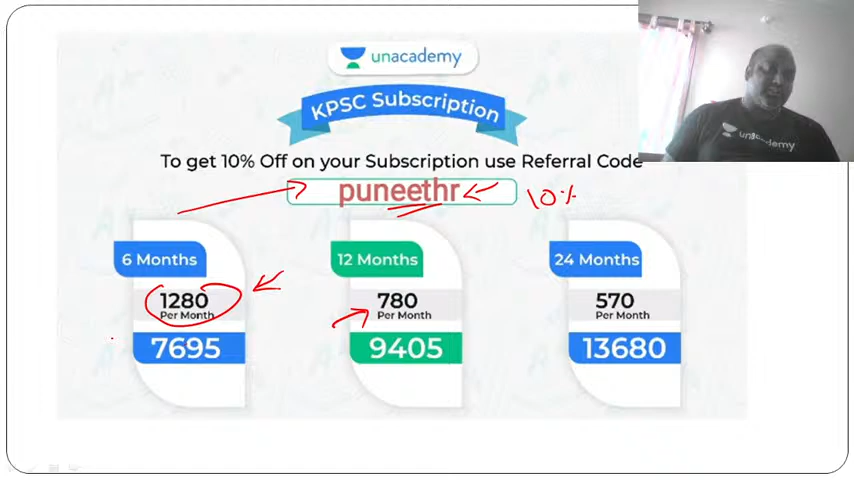 unacademy
KPSC Subscription
To get 10% Off on your Subscription use Referral Code
puneethr
10%
6 Months
1280
Per Month
7695
12 Months
780
Per Month
9405
24 Months
570
Per Month
13680
unacademy